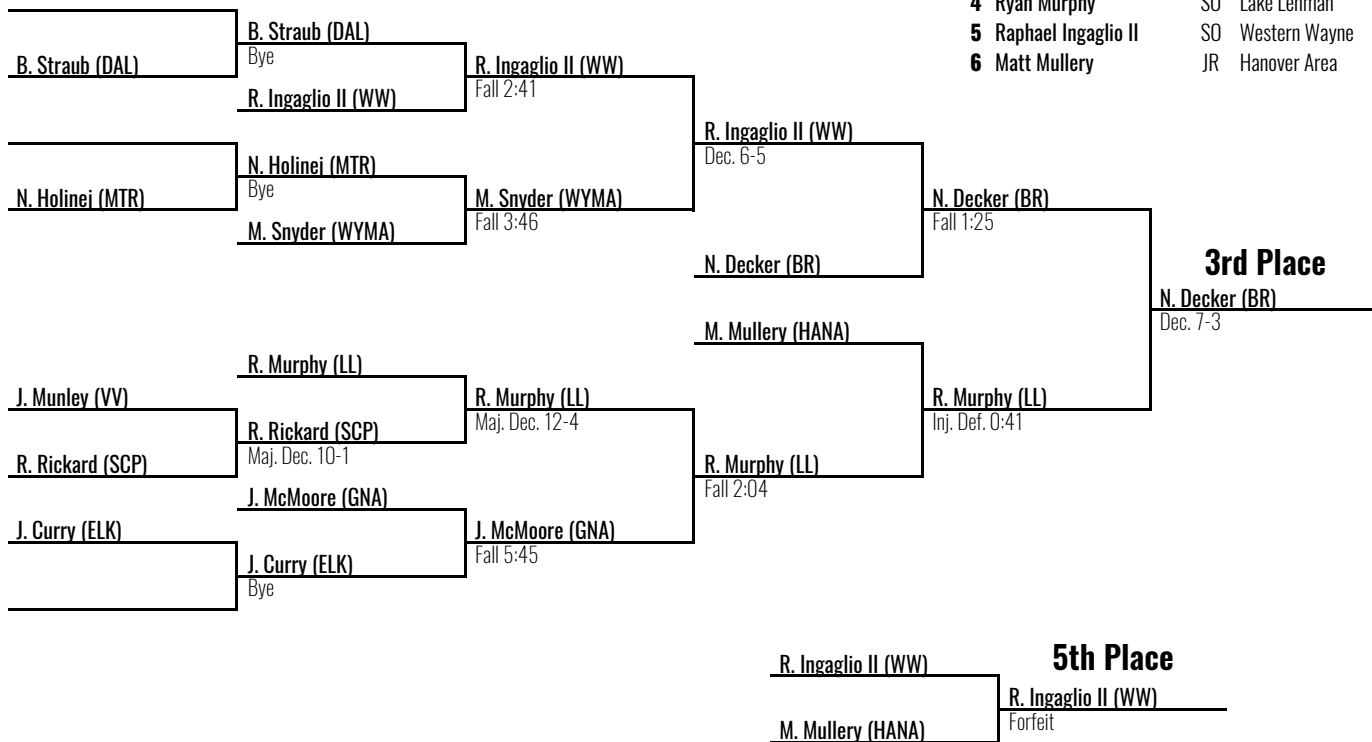 4 Ryan Murphy SO Lake Lehman
5 Raphael Ingaglio II SO Western Wayne
6 Matt Mullery JR Hanover Area
B. Straub (DAL)
N. Holinej (MTR)
J. Munley (VV)
R. Rickard (SCP)
J. Curry (ELK)
B. Straub (DAL)
Bye
R. Ingaglio II (WW)
N. Holinej (MTR)
Bye
M. Snyder (WYMA)
R. Murphy (LL)
R. Rickard (SCP)
Maj. Dec. 10-1
J. McMoore (GNA)
J. Curry (ELK)
Bye
R. Ingaglio II (WW)
Fall 2:41
M. Snyder (WYMA)
Fall 3:46
R. Murphy (LL)
Maj. Dec. 12-4
J. McMoore (GNA)
Fall 5:45
R. Ingaglio II (WW)
Dec. 6-5
N. Decker (BR)
M. Mullery (HANA)
R. Murphy (LL)
Fall 2:04
N. Decker (BR)
Fall 1:25
R. Murphy (LL)
Inj. Def. 0:41
3rd Place
N. Decker (BR)
Dec. 7-3
5th Place
R. Ingaglio II (WW)
M. Mullery (HANA)
R. Ingaglio II (WW)
Forfeit